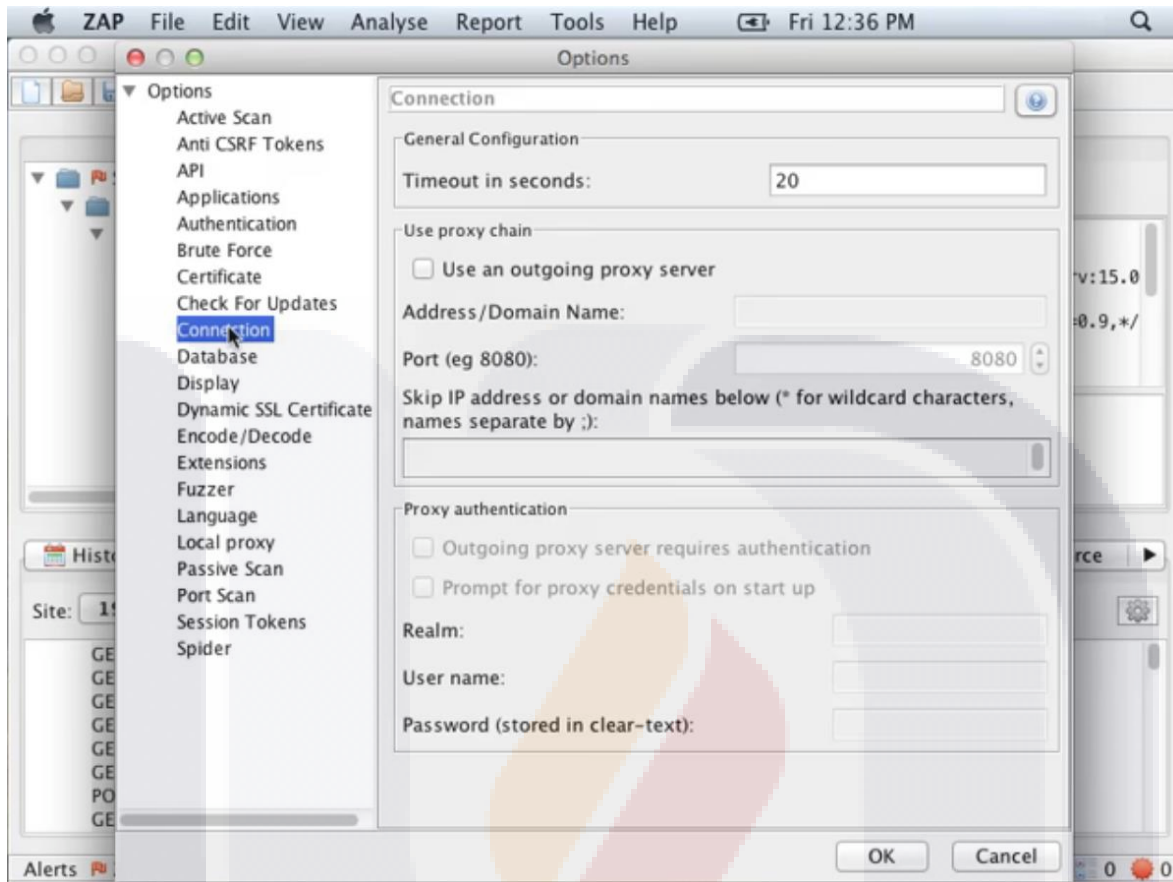 ZAP File Edit View Analyse Report Tools Help Fri 12:36 PM
Options
Options
Active Scan
Anti CSRF Tokens
API
Applications
Authentication
Brute Force
Certificate
Check For Updates
Connection
Database
Display
Dynamic SSL Certificate
Encode/Decode
Extensions
Fuzzer
Language
Local proxy
Passive Scan
Port Scan
Session Tokens
Spider
Connection
General Configuration
Timeout in seconds: 20
Use proxy chain
Use an outgoing proxy server
Address/Domain Name:
Port (eg 8080): 8080
Skip IP address or domain names below (* for wildcard characters,
names separate by ;):
Proxy authentication
Outgoing proxy server requires authentication
Prompt for proxy credentials on start up
Realm:
User name:
Password (stored in clear-text):
OK Cancel
v:15.0
0.9,*/
Histo
rce
Site: 19
GE
GE
GE
GE
GE
GE
PO
GE
Alerts
0 0